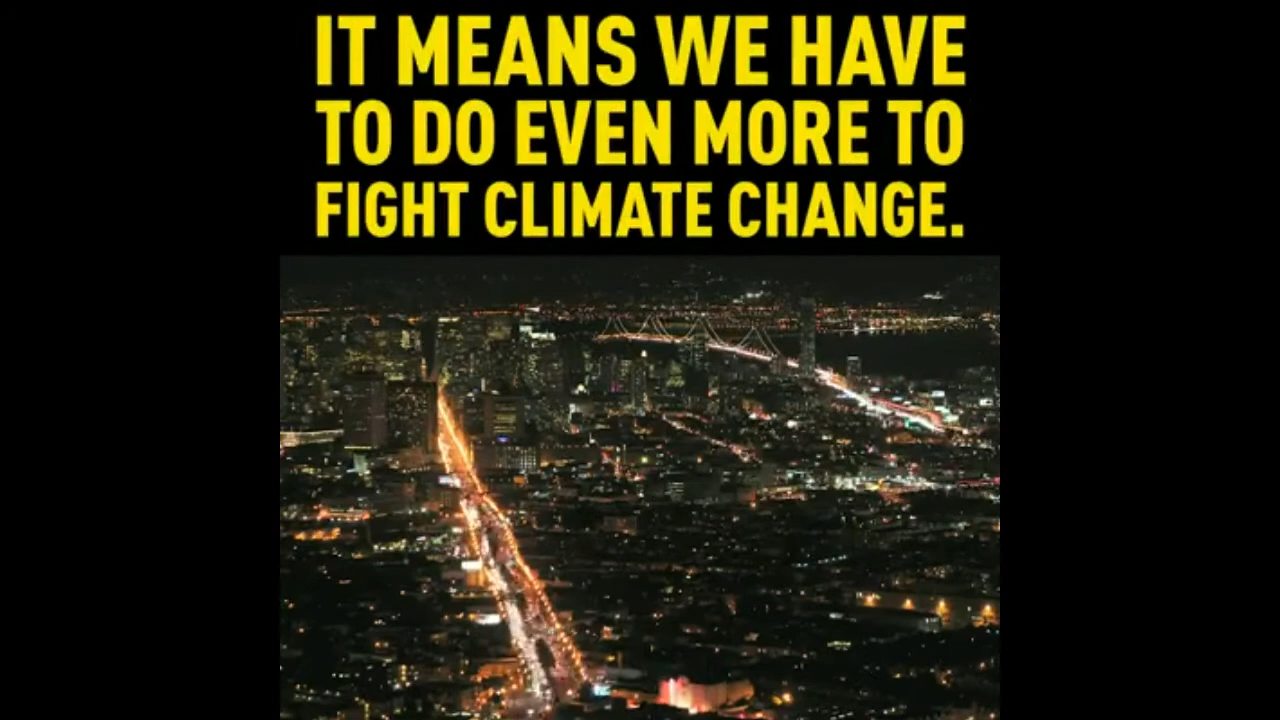 IT MEANS WE HAVE
TO DO EVEN MORE TO
FIGHT CLIMATE CHANGE.